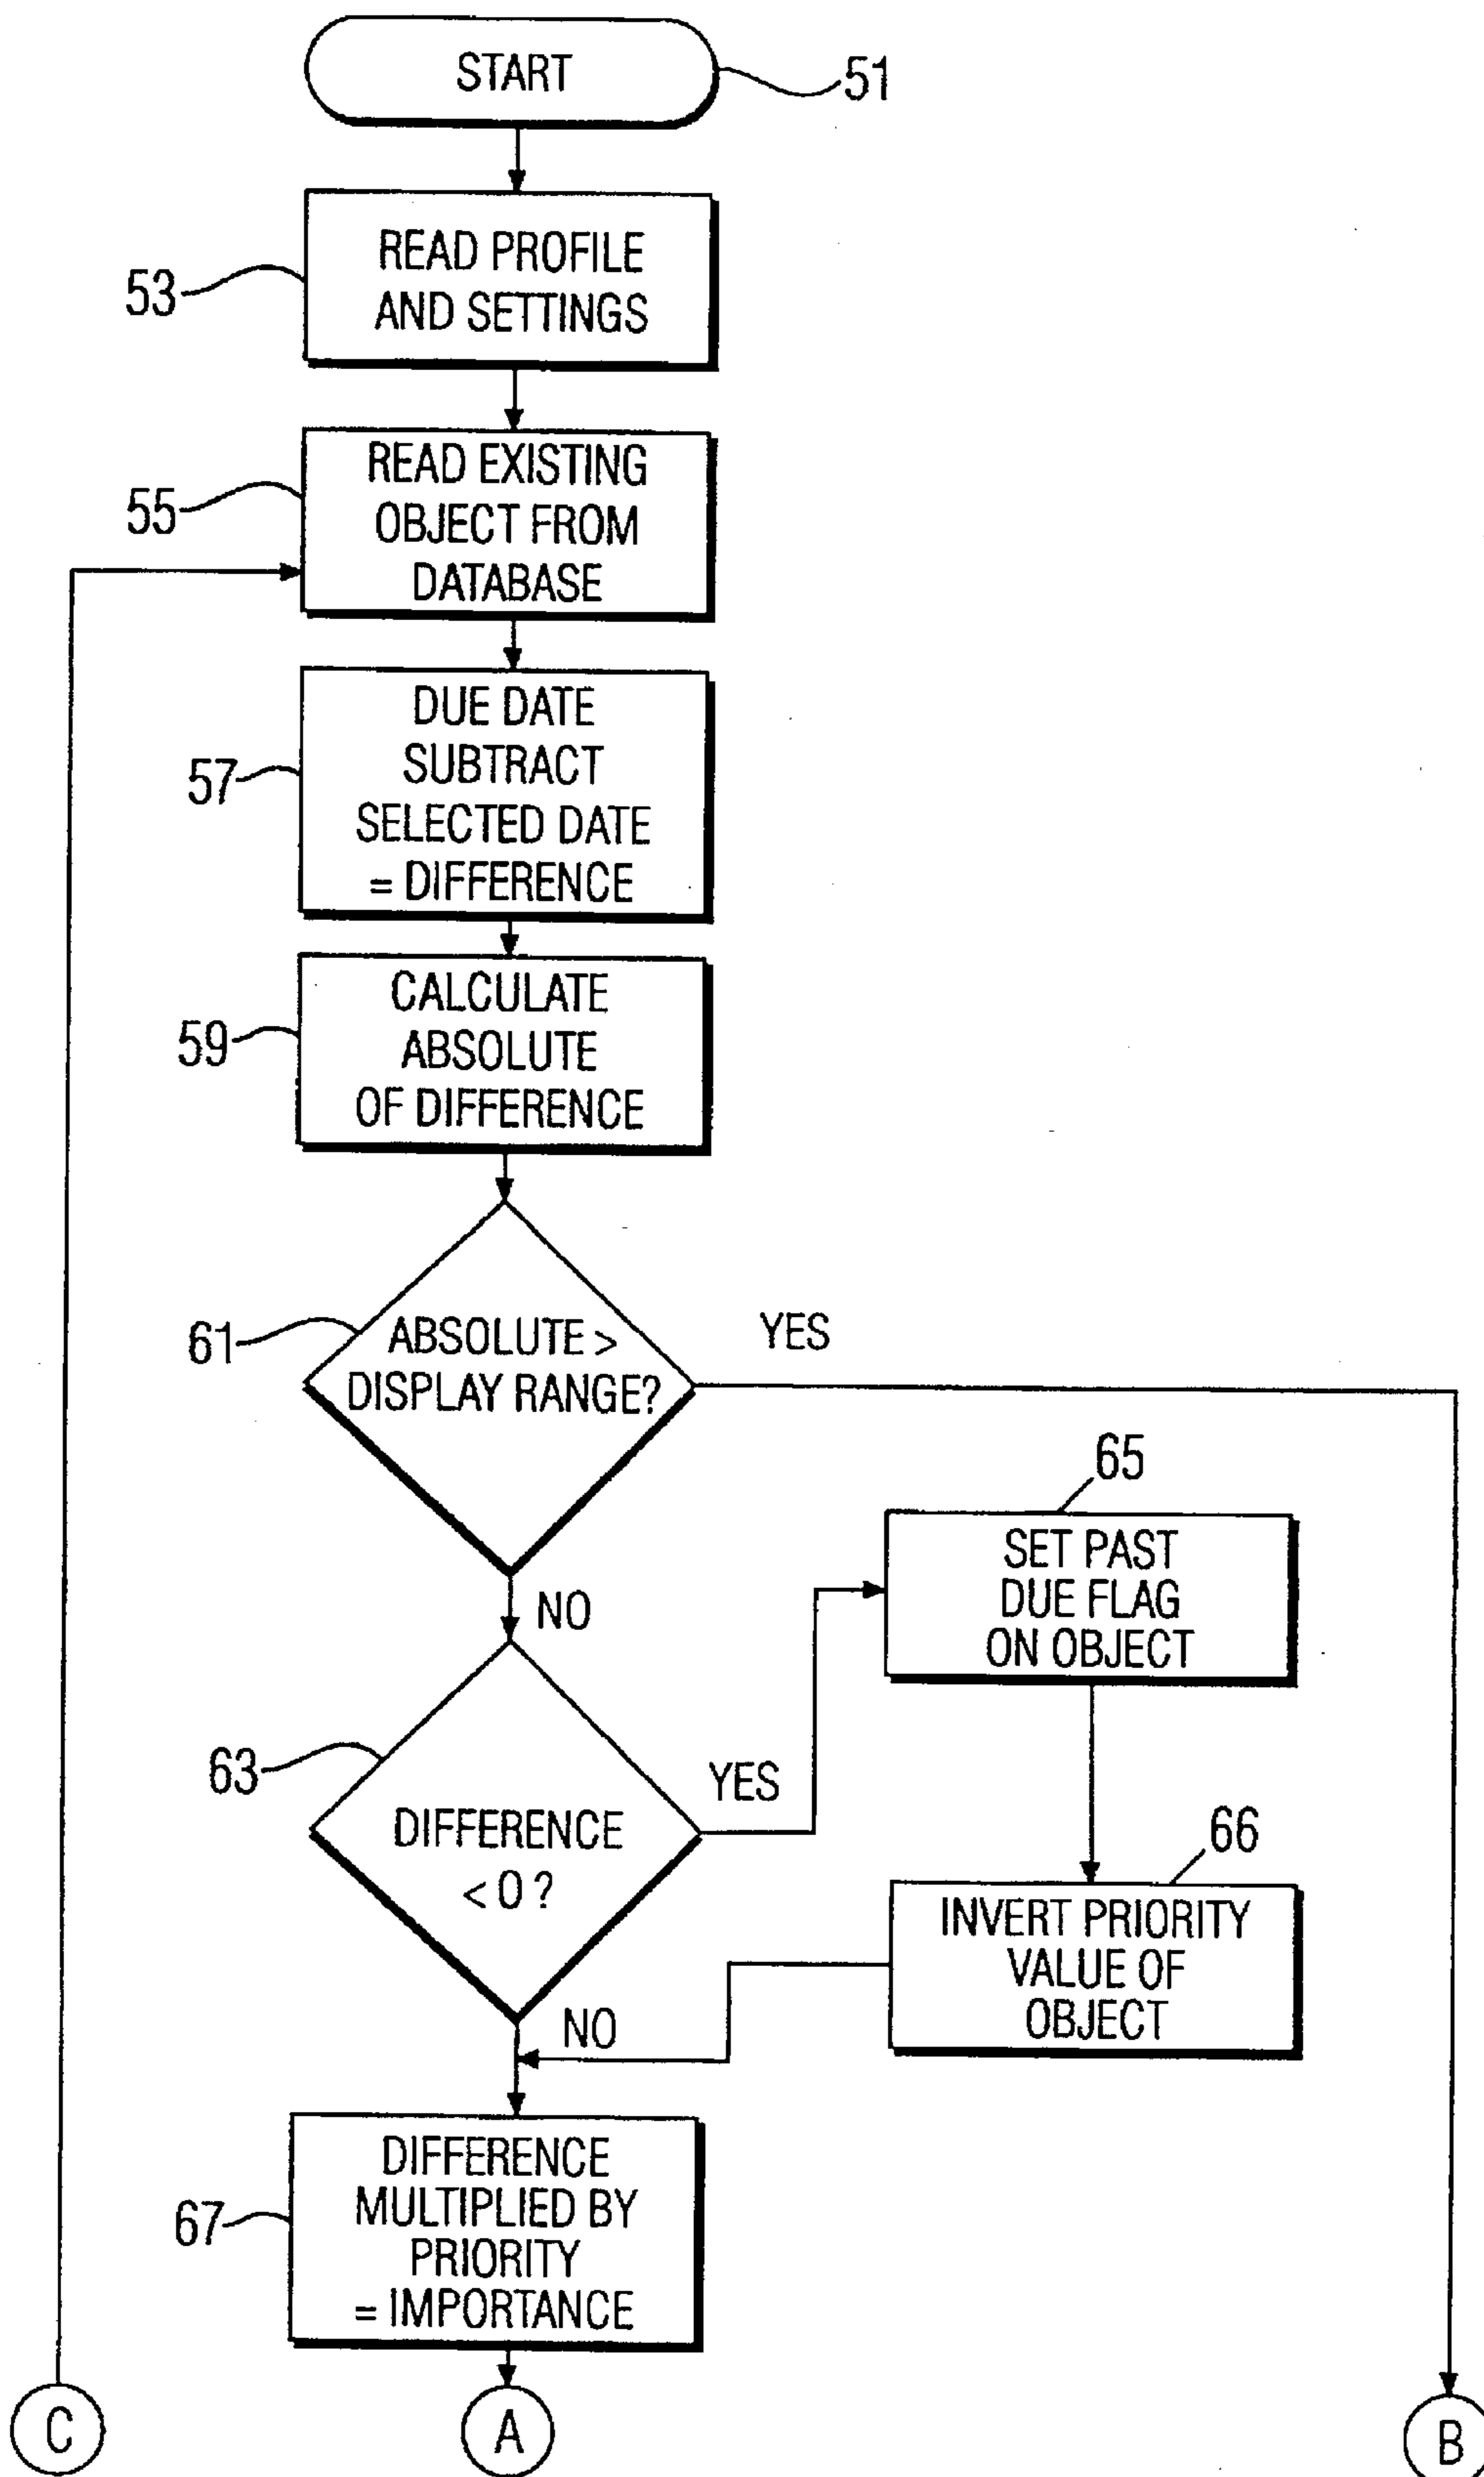 START
51
READ PROFILE
AND SETTINGS
53
READ EXISTING
OBJECT FROM
DATABASE
55
DUE DATE
SUBTRACT
SELECTED DATE
= DIFFERENCE
57
CALCULATE
ABSOLUTE
OF DIFFERENCE
59
ABSOLUTE >
DISPLAY RANGE?
61
YES
NO
65
SET PAST
DUE FLAG
ON OBJECT
63
DIFFERENCE
< 0 ?
YES
NO
66
INVERT PRIORITY
VALUE OF
OBJECT
DIFFERENCE
MULTIPLIED BY
PRIORITY
= IMPORTANCE
67
C
A
B